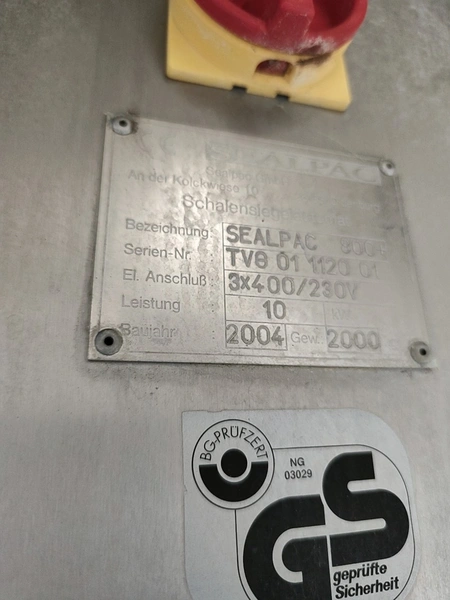 SEALPAC
An der Kolckwiese 10
Bezeichnung: SEALPAC
Serien-Nr. TV8 01 1120 01
El. Anschluß: 3x400/230V
Leistung 10
Baujahr 2004 Gew. 2000
BG-PRÜFZERT
NG
03029
GS
geprüfte
Sicherheit